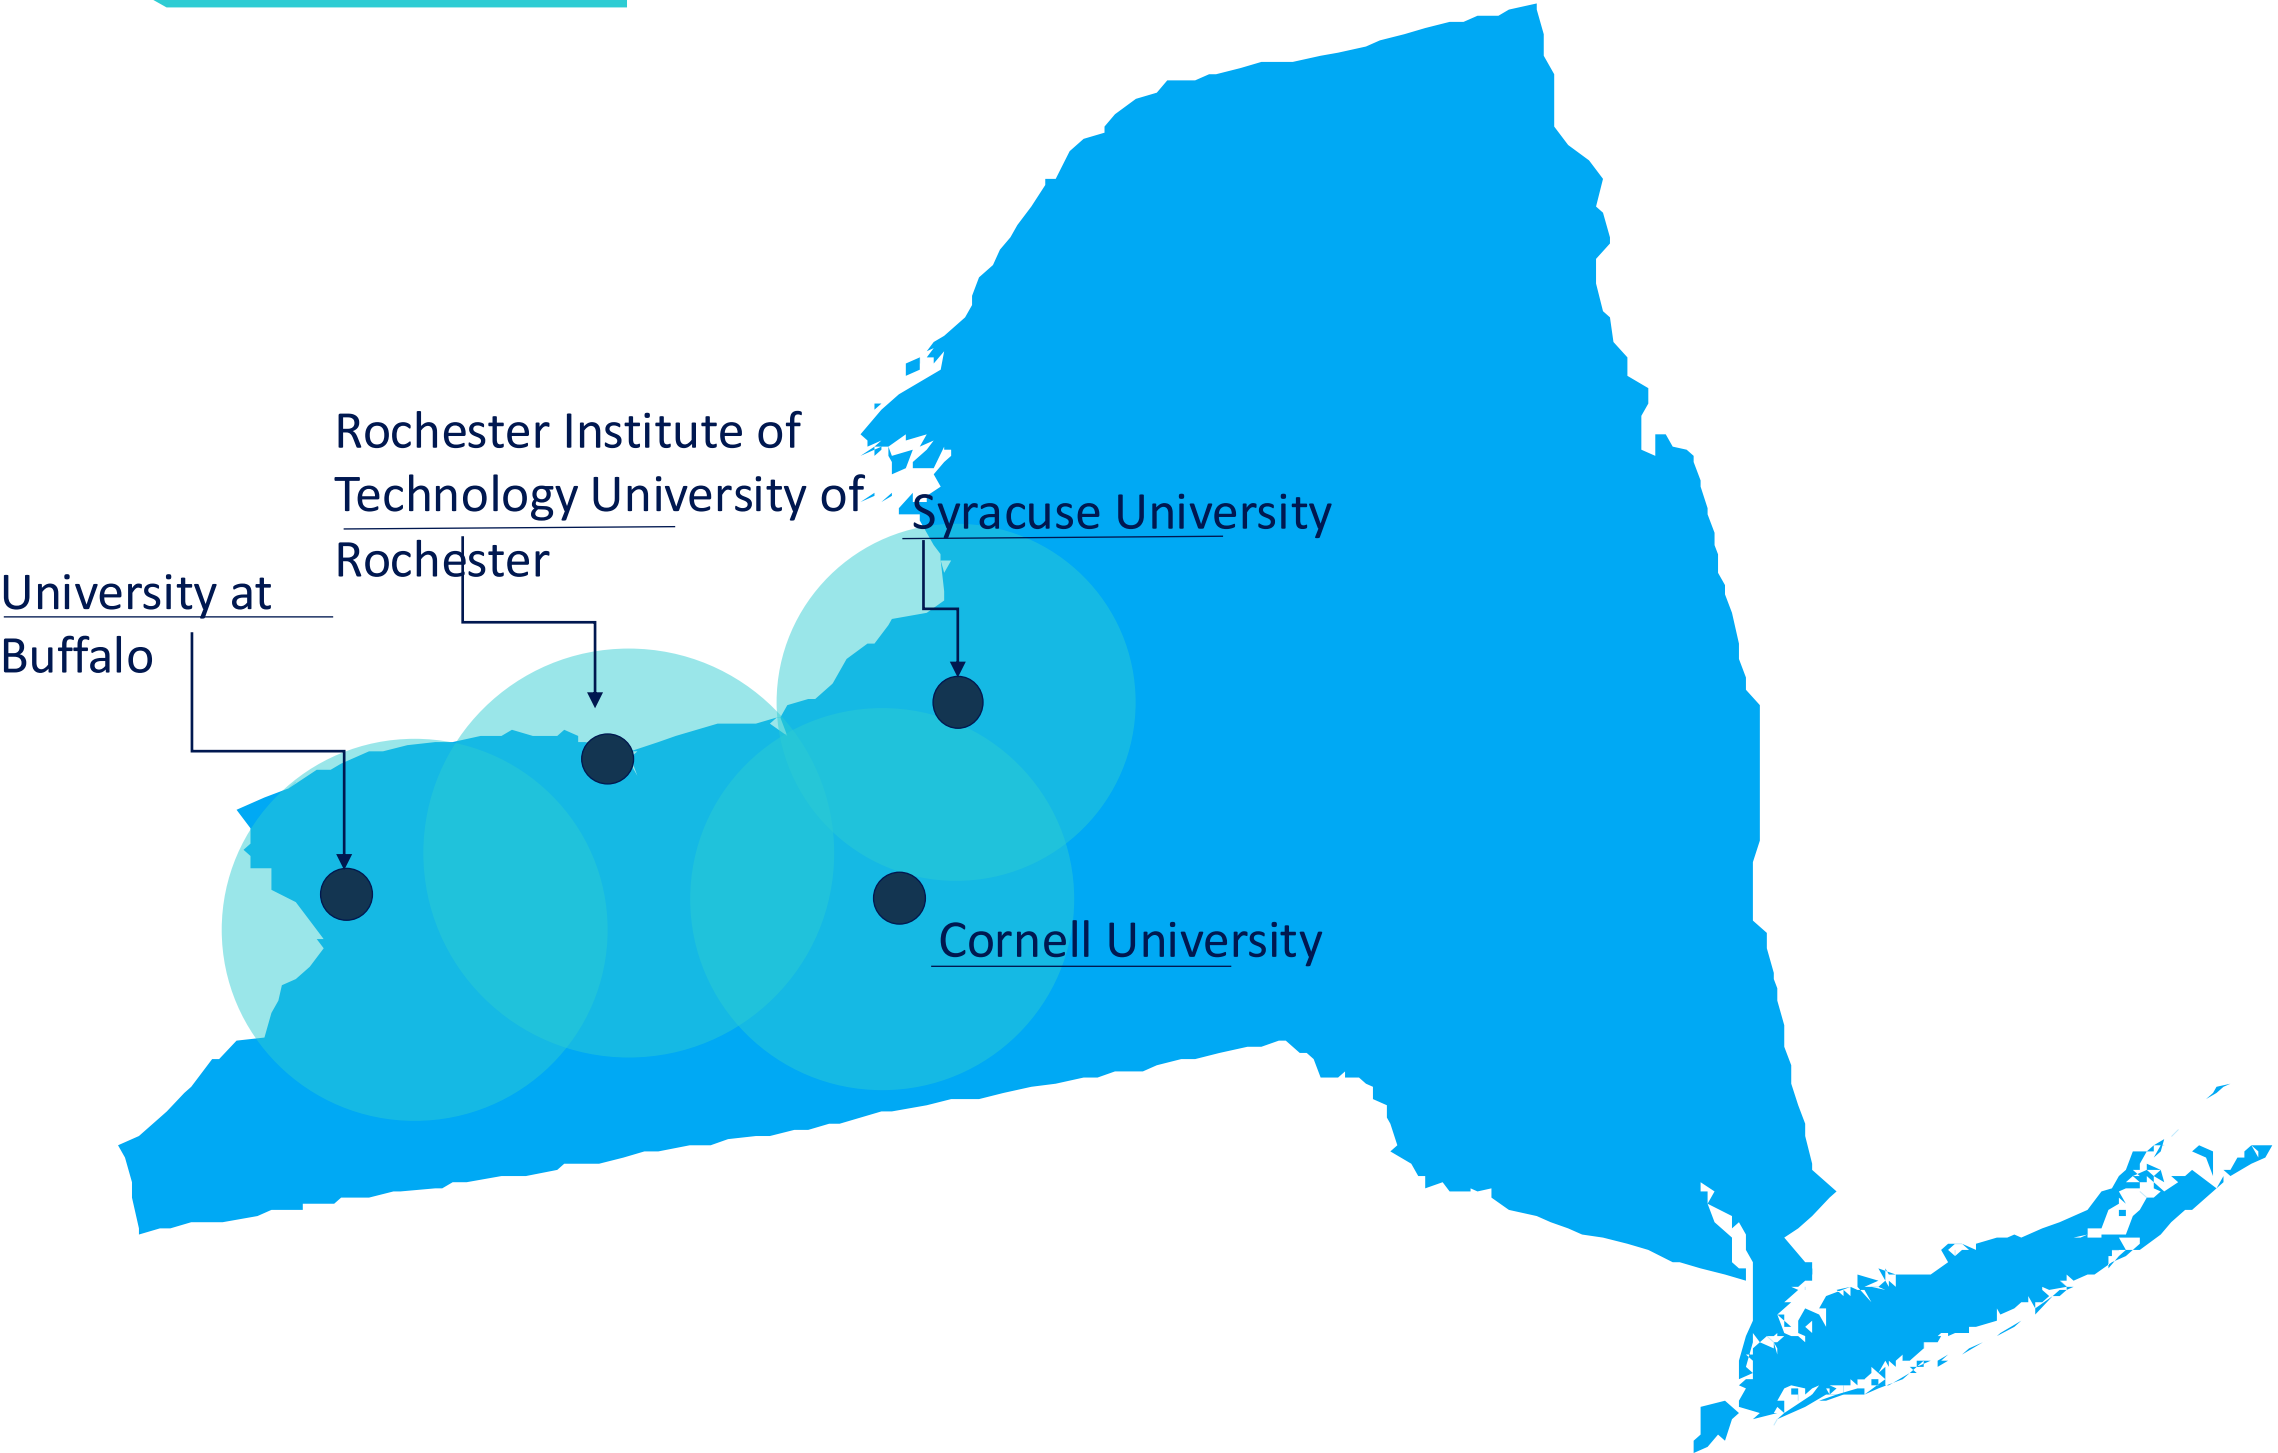 Rochester Institute of
Technology University of
Rochester
Syracuse University
University at
Buffalo
Cornell University